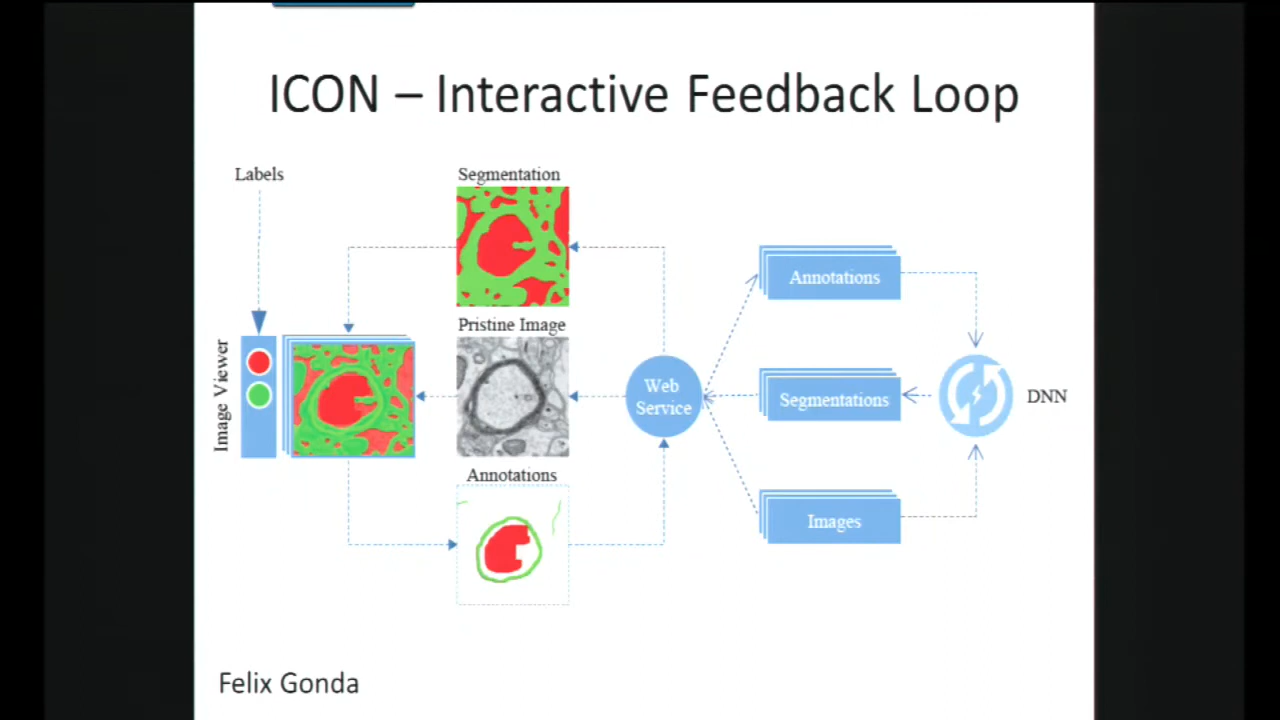 ICON – Interactive Feedback Loop
Labels
Segmentation
Image Viewer
Pristine Image
Annotations
Web
Service
Annotations
Segmentations
Images
DNN
Felix Gonda